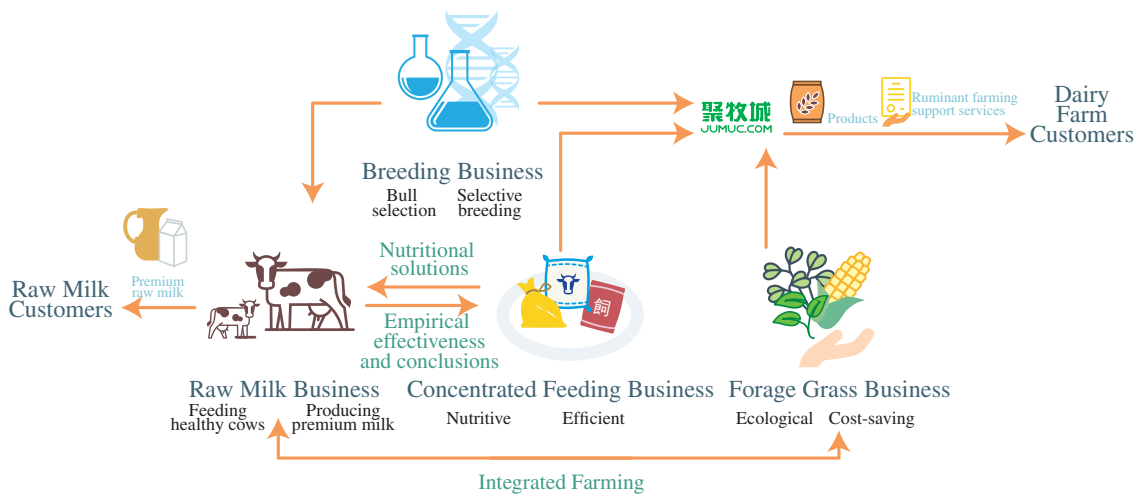 聚牧城
JUMUC.COM
Products
Ruminant farming
support services
Dairy
Farm
Customers
Breeding Business
Bull
selection
Selective
breeding
Nutritional
solutions
Premium
raw milk
Raw Milk
Customers
飼
Empirical
effectiveness
and conclusions
Raw Milk Business
Feeding
healthy cows
Producing
premium milk
Concentrated Feeding Business
Nutritive
Efficient
Forage Grass Business
Ecological
Cost-saving
Integrated Farming